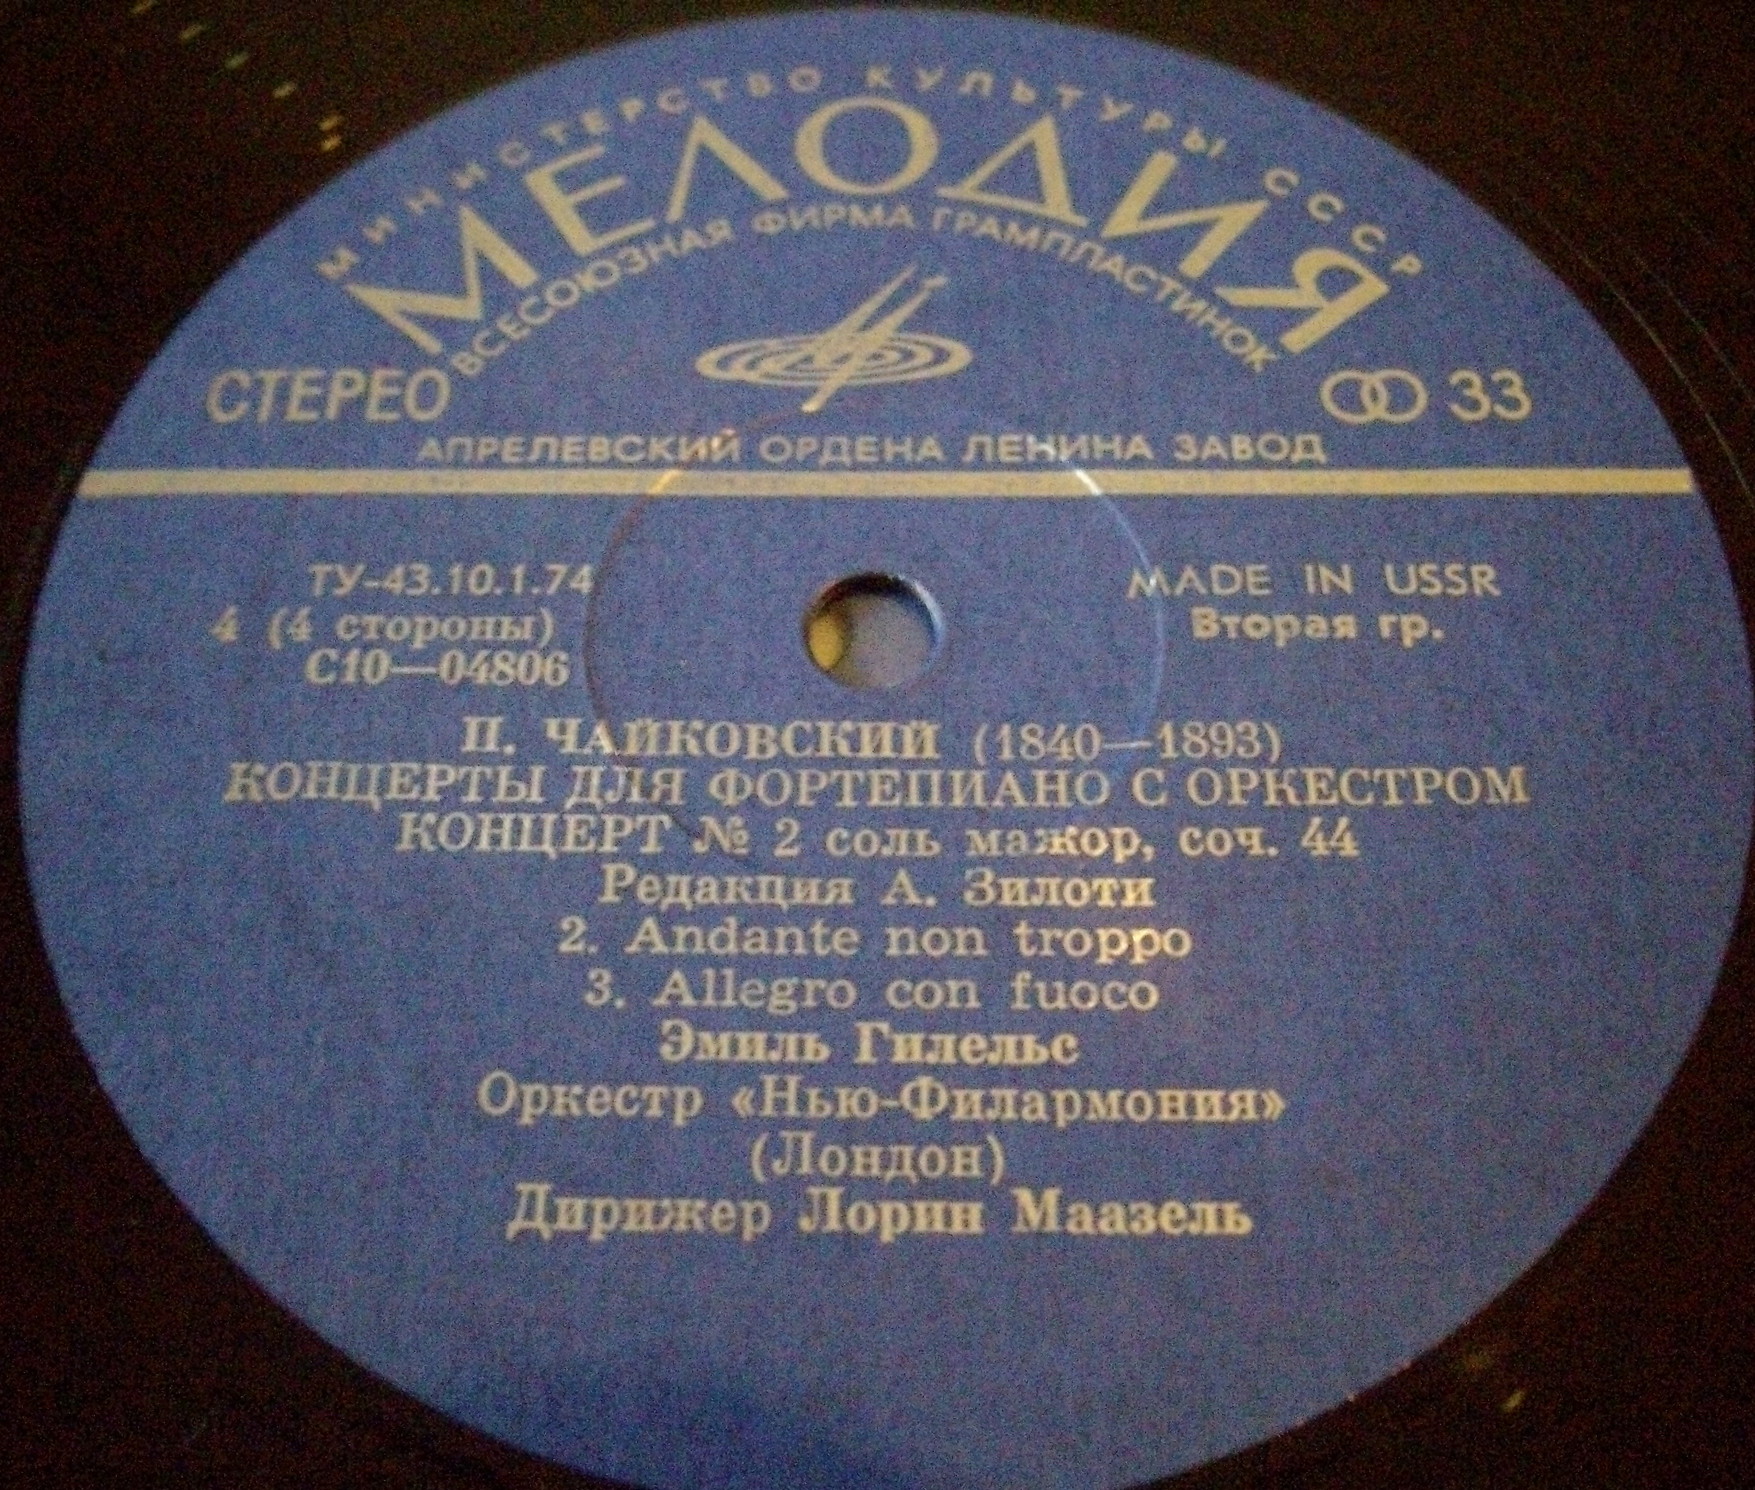 МИНИСТЕРСТВО КУЛЬТУРЫ СССР
МЕЛОДИЯ
ВСЕСОЮЗНАЯ ФИРМА ГРАМПЛАСТИНОК
СТЕРЕО
33
АПРЕЛЕВСКИЙ ОРДЕНА ЛЕНИНА ЗАВОД
ТУ-43.10.1.74
MADE IN USSR
4 (4 стороны)
Вторая гр.
С10—04806
П. ЧАЙКОВСКИЙ (1840—1893)
КОНЦЕРТЫ ДЛЯ ФОРТЕПИАНО С ОРКЕСТРОМ
КОНЦЕРТ № 2 соль мажор, соч. 44
Редакция А. Зилоти
2. Andante non troppo
3. Allegro con fuoco
Эмиль Гилельс
Оркестр «Нью-Филармония»
(Лондон)
Дирижер Лорин Маазель